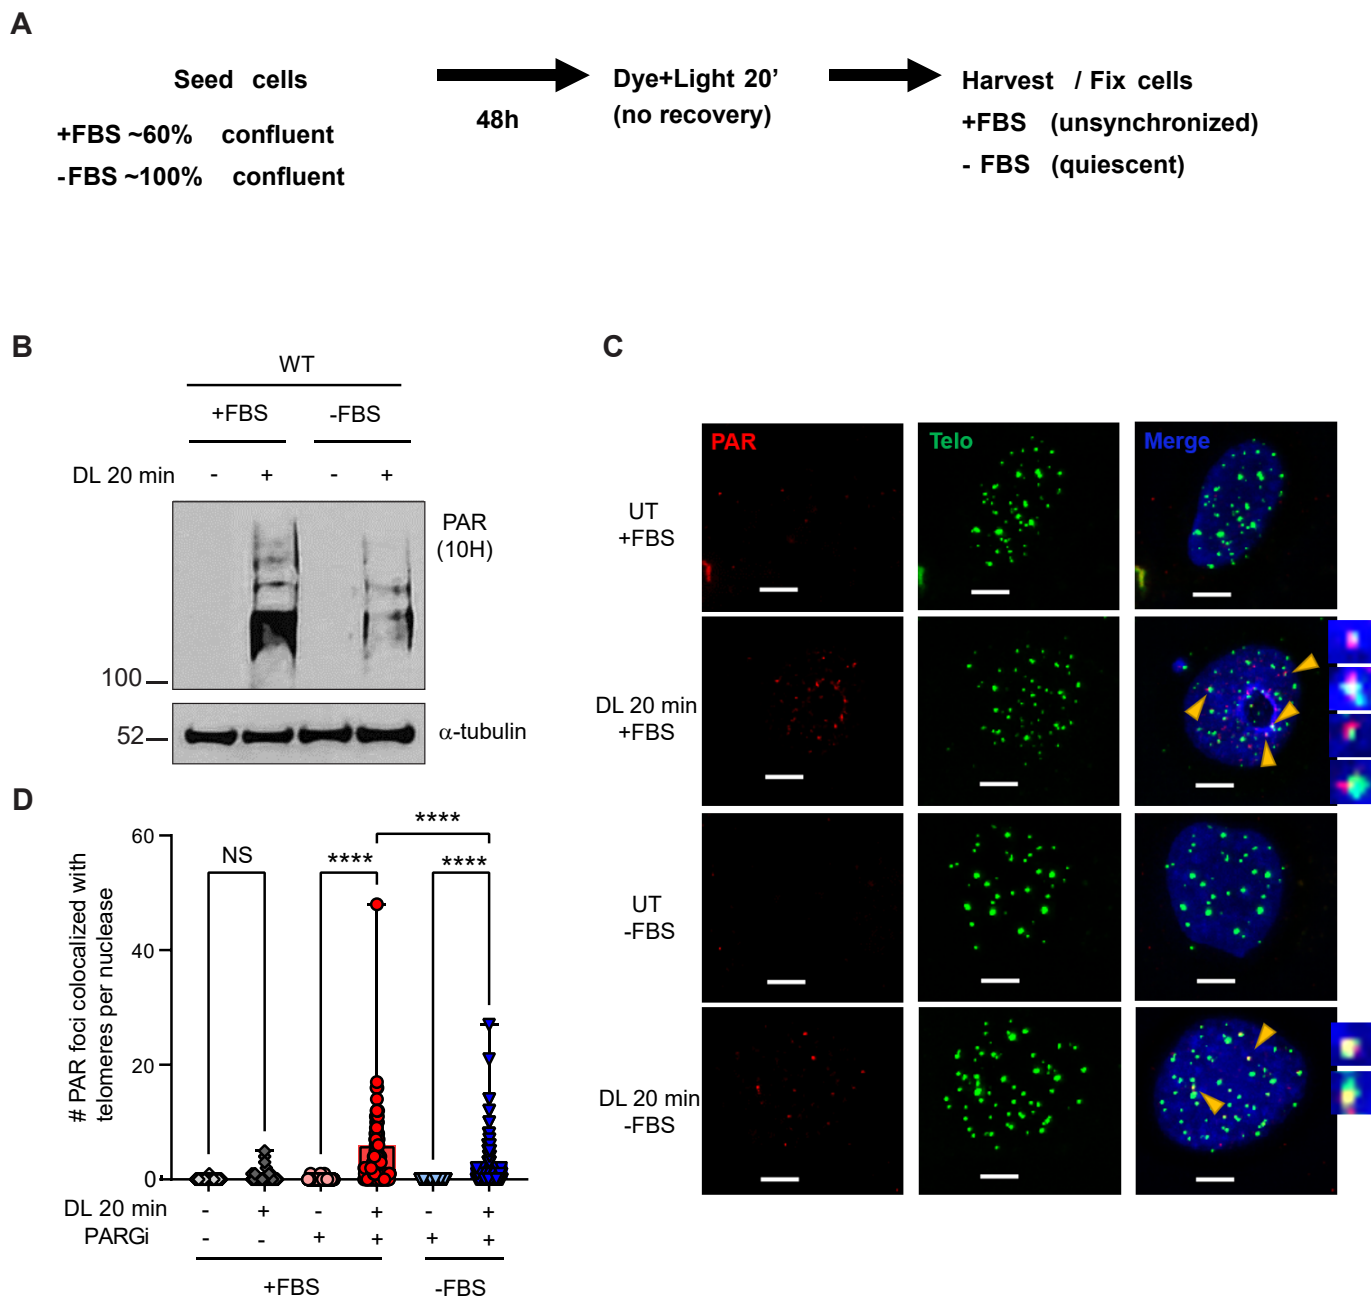 A
Seed cells
+FBS ~60% confluent
-FBS ~100% confluent
48h
Dye+Light 20’
(no recovery)
Harvest / Fix cells
+FBS (unsynchronized)
- FBS (quiescent)
B
WT
+FBS -FBS
DL 20 min - + - +
PAR
(10H)
100
52
α-tubulin
C
PAR Telo Merge
UT
+FBS
DL 20 min
+FBS
UT
-FBS
DL 20 min
-FBS
D
# PAR foci colocalized with
telomeres per nuclease
60
40
20
0
NS
****
****
****
DL 20 min - + - + - +
PARGi - - + + + +
+FBS -FBS